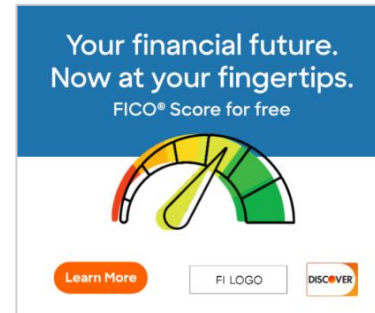 Your financial future.
Now at your fingertips.
FICO® Score for free
Learn More
FI LOGO
DISCOVER